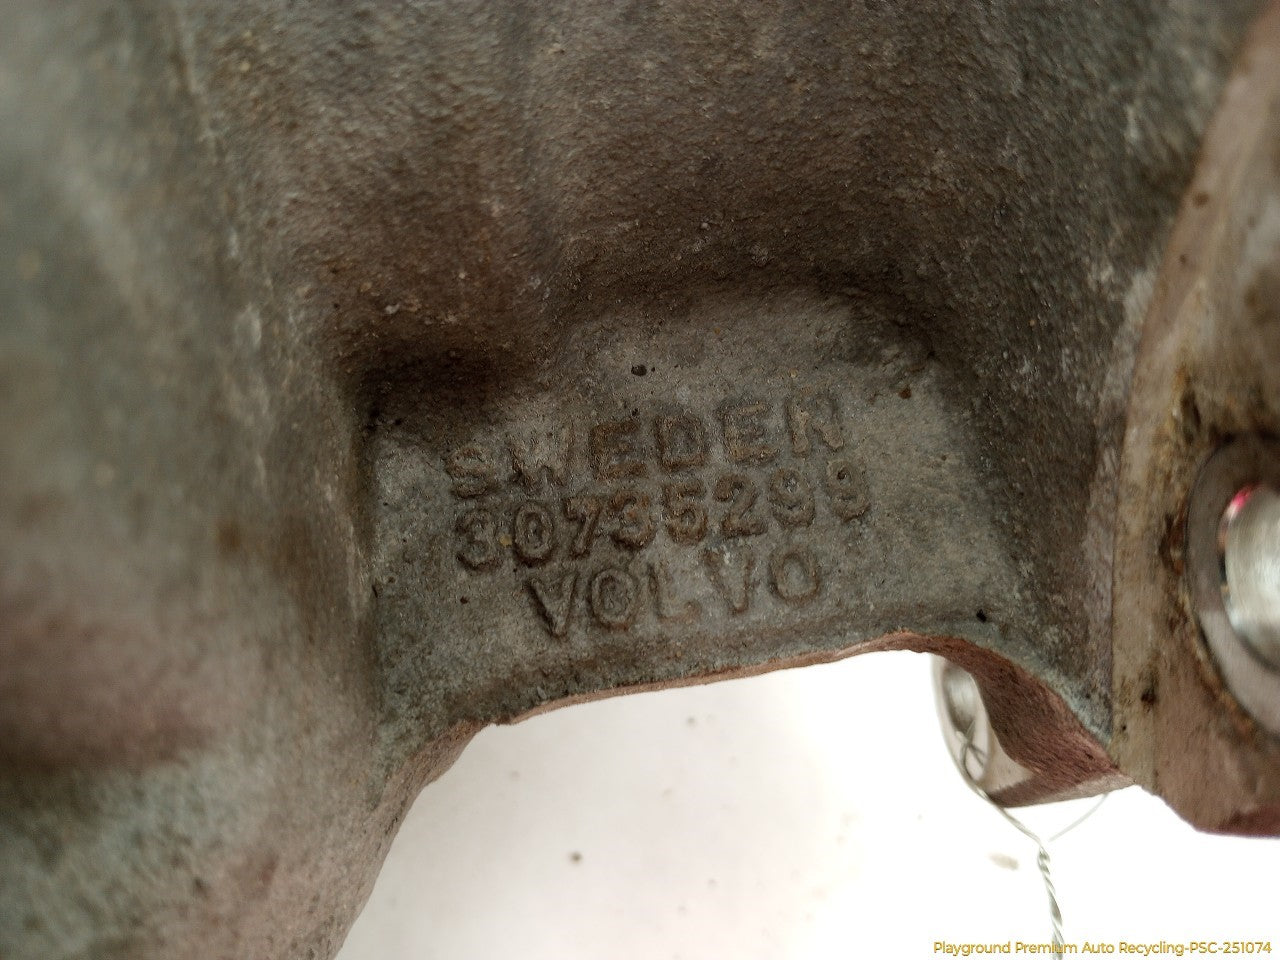 SWEDEN
30735299
VOLVO
Playground Premium Auto Recycling-PSC-251074